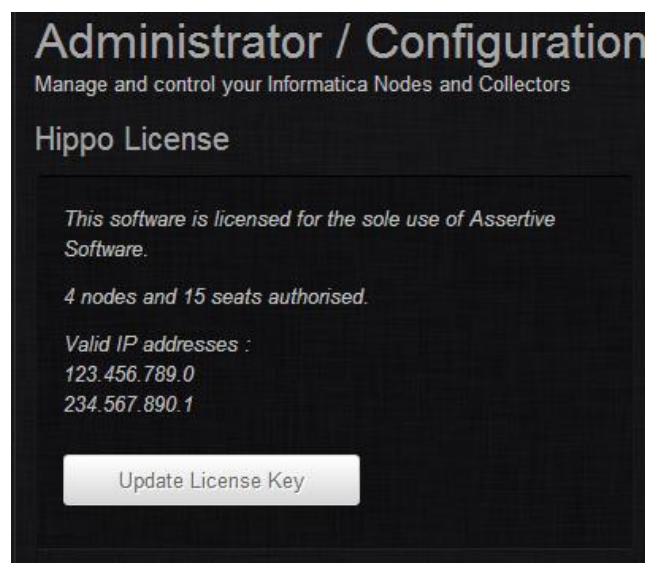 Administrator / Configuration
Manage and control your Informatica Nodes and Collectors
Hippo License
This software is licensed for the sole use of Assertive
Software.
4 nodes and 15 seats authorised.
Valid IP addresses :
123.456.789.0
234.567.890.1
Update License Key